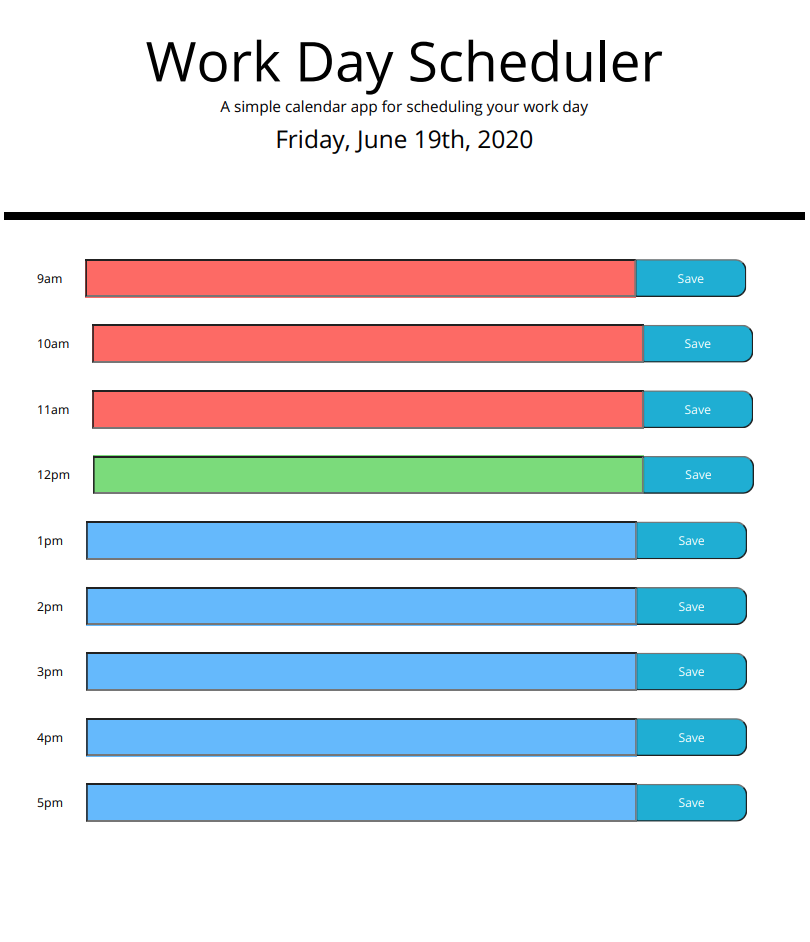 Work Day Scheduler
A simple calendar app for scheduling your work day
Friday, June 19th, 2020
9am Save
10am Save
11am Save
12pm Save
1pm Save
2pm Save
3pm Save
4pm Save
5pm Save